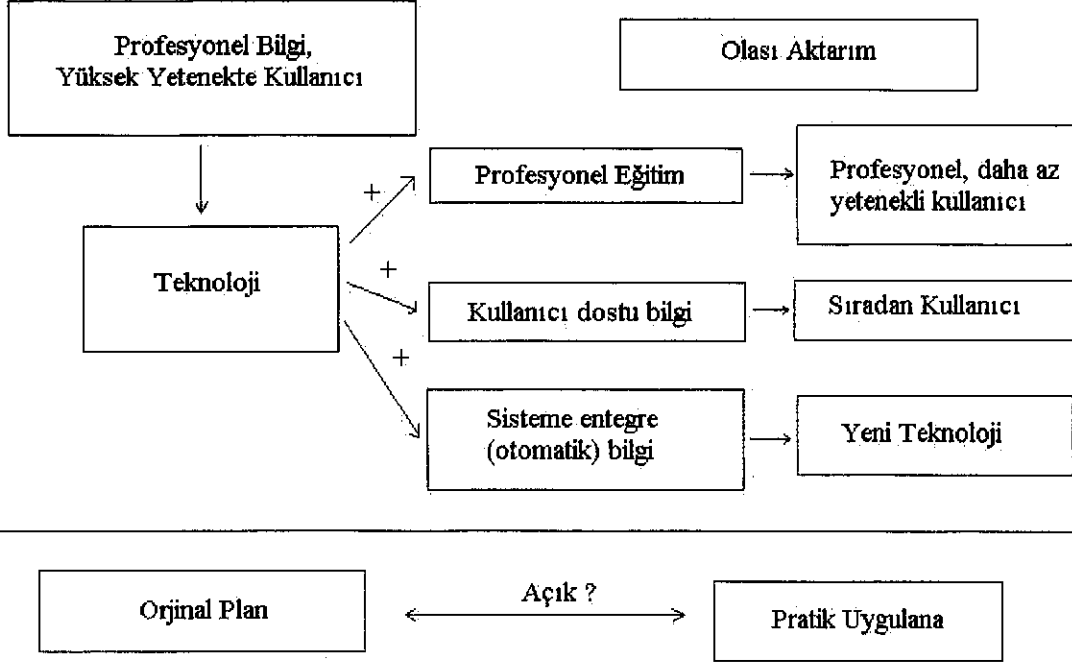 Profesyonel Bilgi,
Yüksek Yetenekte Kullanıcı
Olası Aktarım
Teknoloji
+
Profesyonel Eğitim
Profesyonel, daha az
yetenekli kullanıcı
+
Kullanıcı dostu bilgi
Sıradan Kullanıcı
+
Sisteme entegre
(otomatik) bilgi
Yeni Teknoloji
Orjinal Plan
Açık ?
Pratik Uygulana